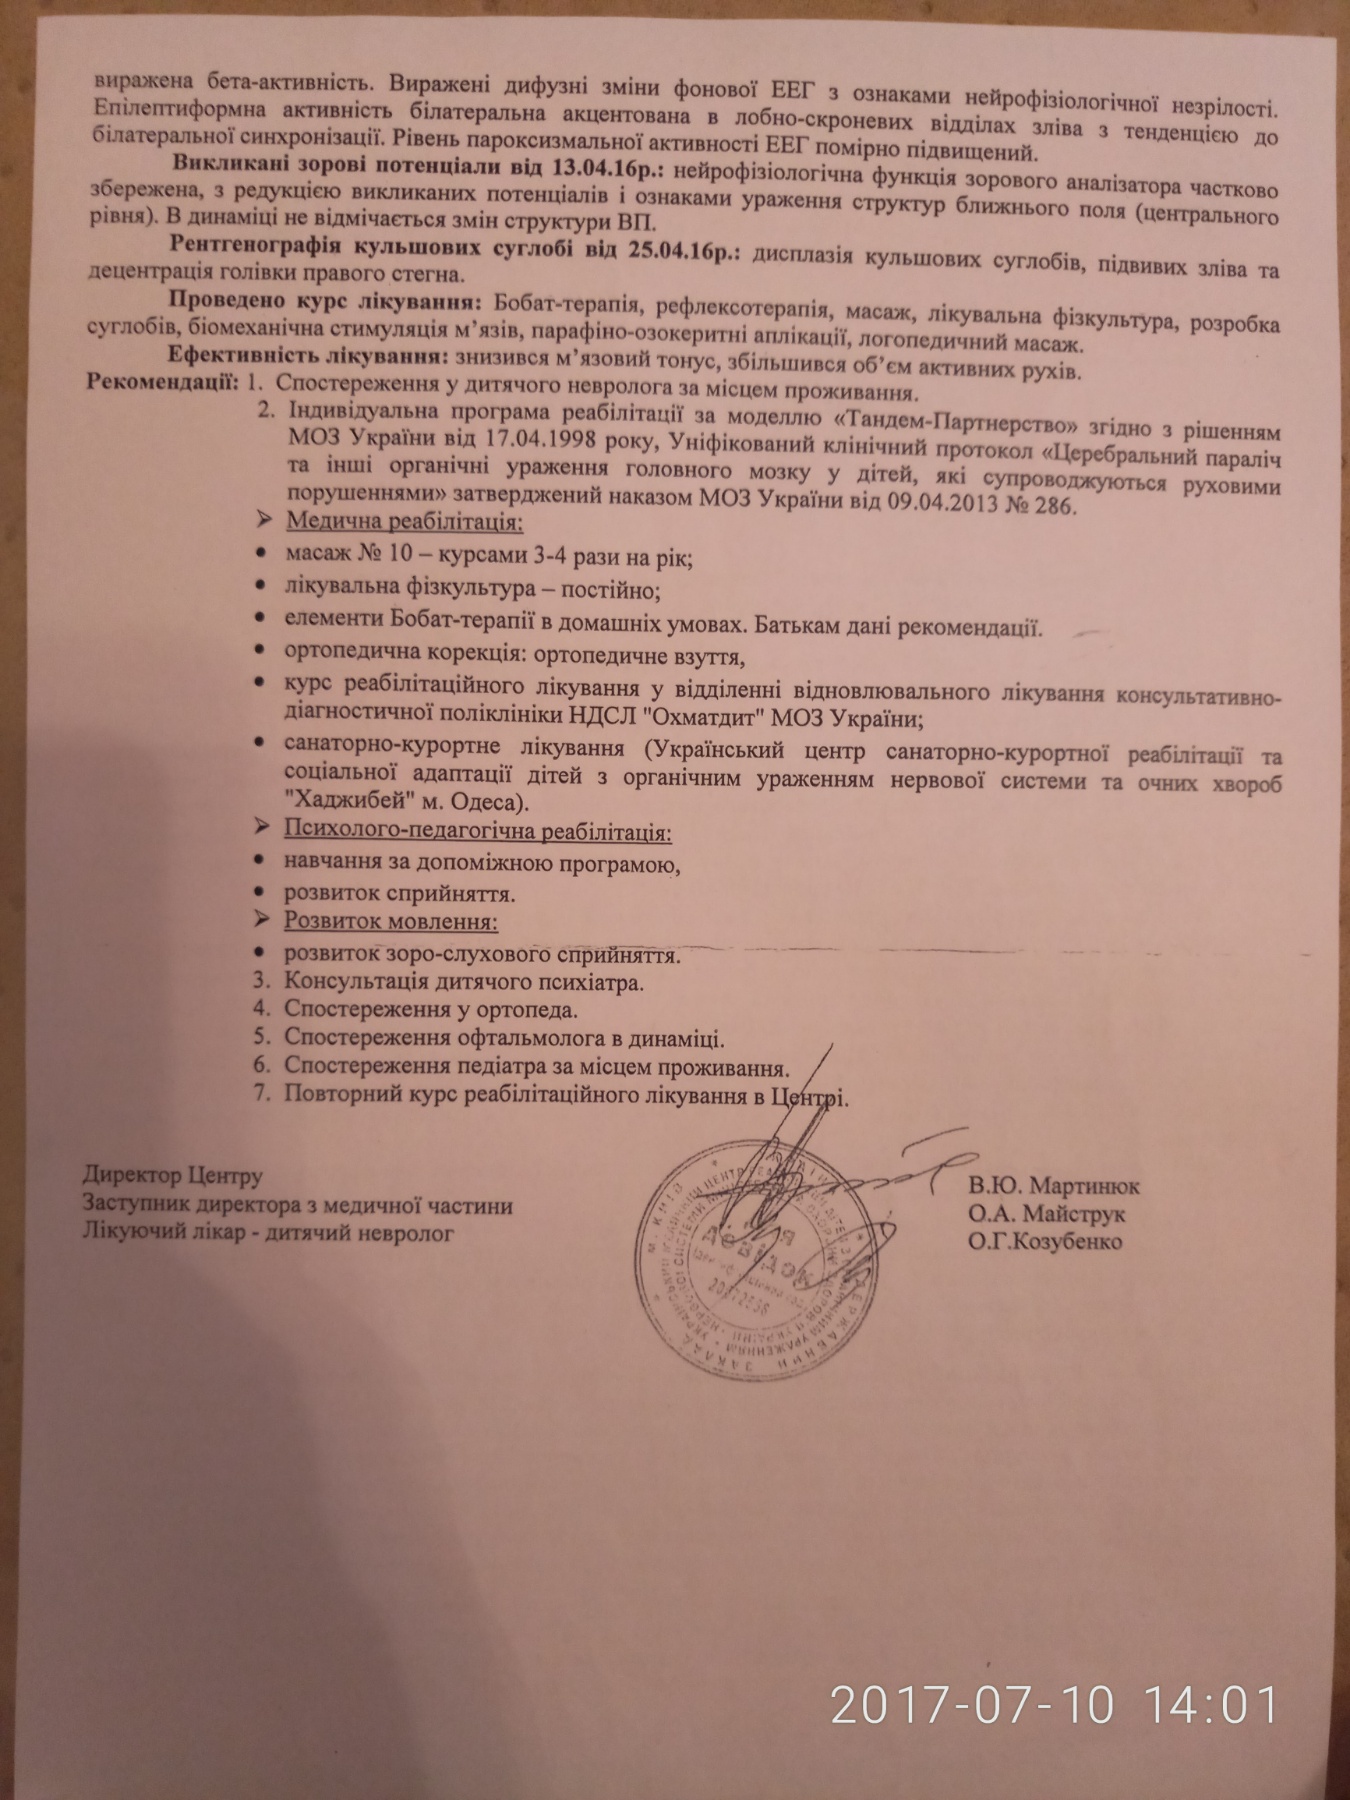 виражена бета-активність. Виражені дифузні зміни фонової ЕЕГ з ознаками нейрофізіологічної незрілості.
Епілептиформна активність білатеральна акцентована в лобно-скроневих відділах зліва з тенденцією до
білатеральної синхронізації. Рівень пароксизмальної активності ЕЕГ помірно підвищений.
Викликані зорові потенціали від 13.04.16р.: нейрофізіологічна функція зорового аналізатора частково
збережена, з редукцією викликаних потенціалів і ознаками ураження структур ближнього поля (центрального
рівня). В динаміці не відмічається змін структури ВП.
Рентгенографія кульшових суглобі від 25.04.16р.: дисплазія кульшових суглобів, підвивих зліва та
децентрація голівки правого стегна.
Проведено курс лікування: Бобат-терапія, рефлексотерапія, масаж, лікувальна фізкультура, розробка
суглобів, біомеханічна стимуляція м’язів, парафіно-озокеритні аплікації, логопедичний масаж.
Ефективність лікування: знизився м’язовий тонус, збільшився об’єм активних рухів.
Рекомендації: 1. Спостереження у дитячого невролога за місцем проживання.
2. Індивідуальна програма реабілітації за моделлю «Тандем-Партнерство» згідно з рішенням
МОЗ України від 17.04.1998 року, Уніфікований клінічний протокол «Церебральний параліч
та інші органічні ураження головного мозку у дітей, які супроводжуються руховими
порушеннями» затверджений наказом МОЗ України від 09.04.2013 № 286.
➢ Медична реабілітація:
• масаж № 10 – курсами 3-4 рази на рік;
• лікувальна фізкультура – постійно;
• елементи Бобат-терапії в домашніх умовах. Батькам дані рекомендації.
• ортопедична корекція: ортопедичне взуття,
• курс реабілітаційного лікування у відділенні відновлювального лікування консультативно-
діагностичної поліклініки НДСЛ "Охматдит" МОЗ України;
• санаторно-курортне лікування (Український центр санаторно-курортної реабілітації та
соціальної адаптації дітей з органічним ураженням нервової системи та очних хвороб
"Хаджибей" м. Одеса).
➢ Психолого-педагогічна реабілітація:
• навчання за допоміжною програмою,
• розвиток сприйняття.
➢ Розвиток мовлення:
• розвиток зоро-слухового сприйняття.
3. Консультація дитячого психіатра.
4. Спостереження у ортопеда.
5. Спостереження офтальмолога в динаміці.
6. Спостереження педіатра за місцем проживання.
7. Повторний курс реабілітаційного лікування в Центрі.
Директор Центру В.Ю. Мартинюк
Заступник директора з медичної частини О.А. Майструк
Лікуючий лікар - дитячий невролог О.Г.Козубенко
2017-07-10 14:01